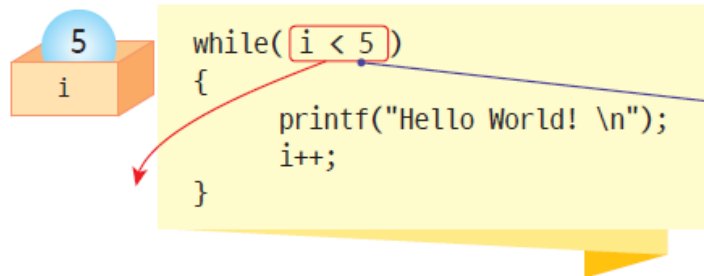 5
i
while( i < 5 )
{
printf("Hello World! \n");
i++;
}